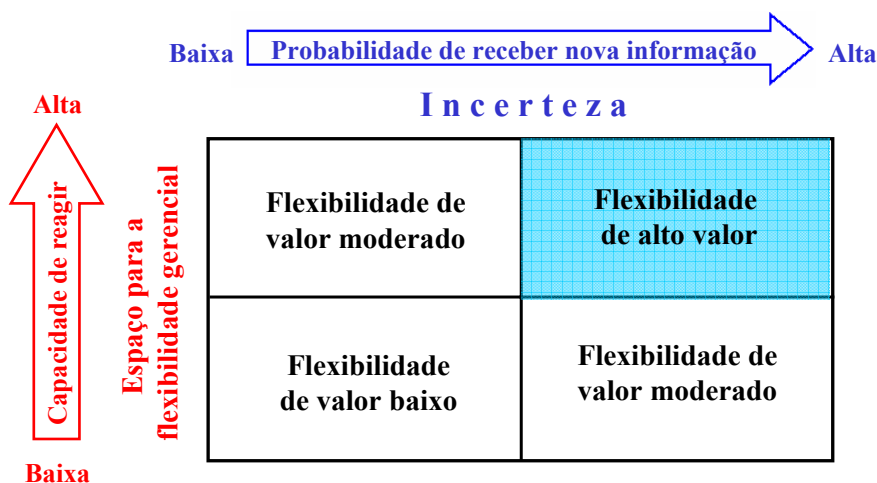 Baixa
Probabilidade de receber nova informação
Alta
I n c e r t e z a
Alta
Capacidade de reagir
Baixa
Espaço para a
flexibilidade gerencial
Flexibilidade de
valor moderado
Flexibilidade
de alto valor
Flexibilidade
de valor baixo
Flexibilidade de
valor moderado